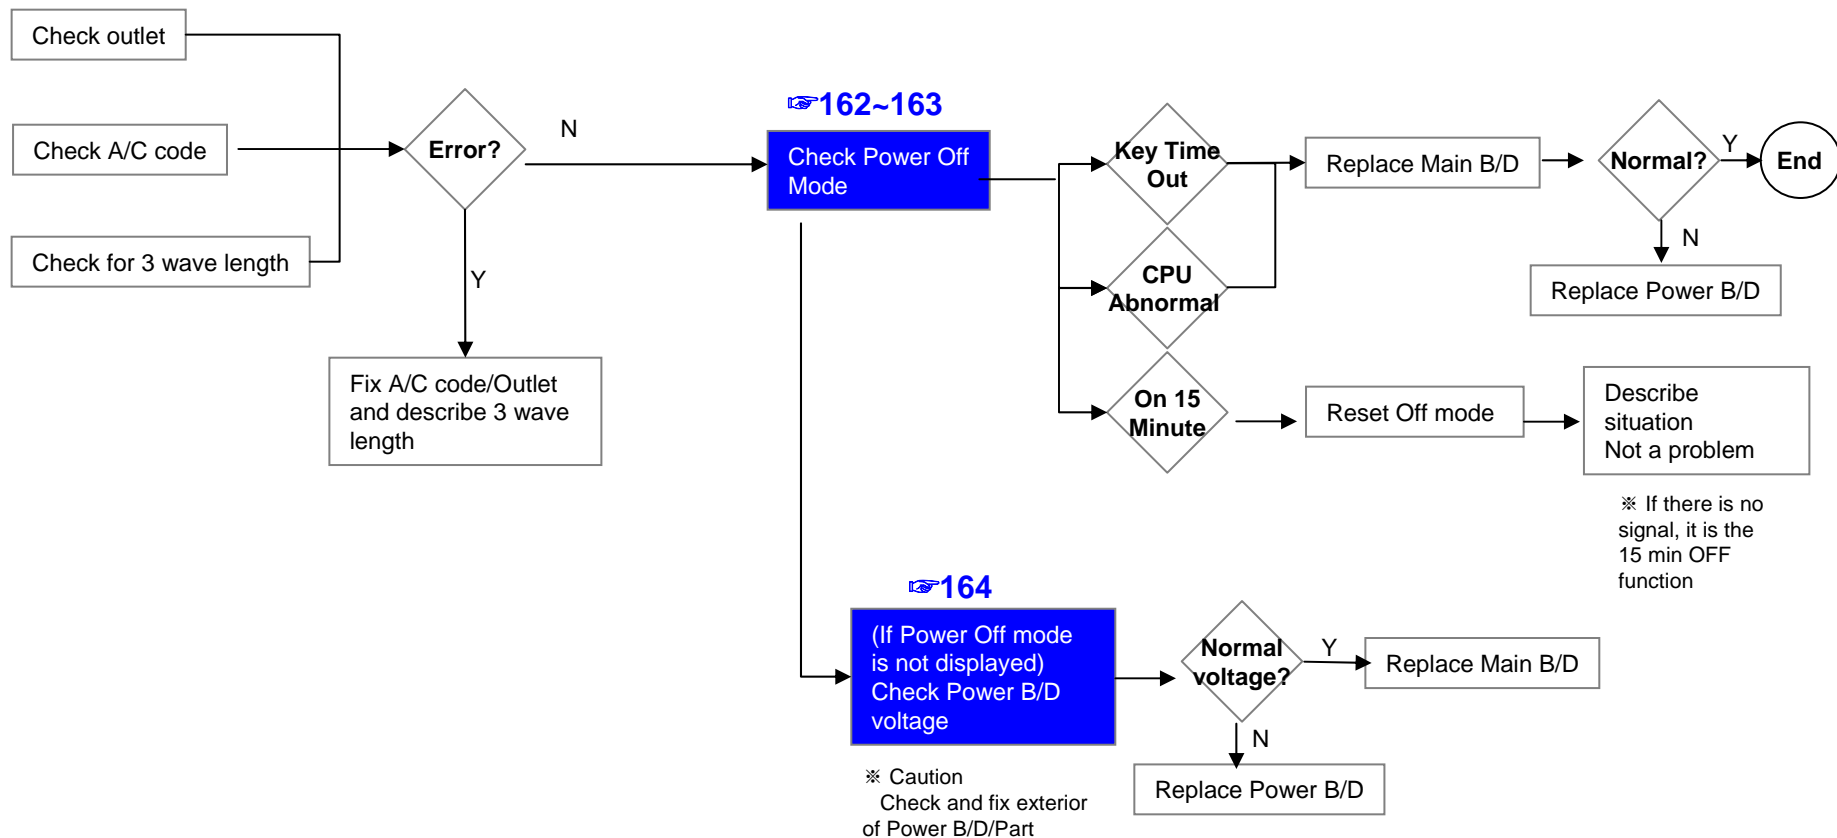 Check outlet
Check A/C code
Check for 3 wave length
Error?
N
Y
Fix A/C code/Outlet
and describe 3 wave
length
☞162~163
Check Power Off
Mode
Key Time
Out
CPU
Abnormal
On 15
Minute
Replace Main B/D
Normal?
Y
End
N
Replace Power B/D
Reset Off mode
Describe
situation
Not a problem
※ If there is no
signal, it is the
15 min OFF
function
☞164
(If Power Off mode
is not displayed)
Check Power B/D
voltage
※ Caution
Check and fix exterior
of Power B/D/Part
Normal
voltage?
Y
Replace Main B/D
N
Replace Power B/D